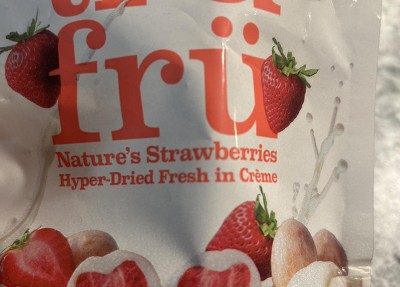 frü
Nature's Strawberries
Hyper-Dried Fresh in Crème